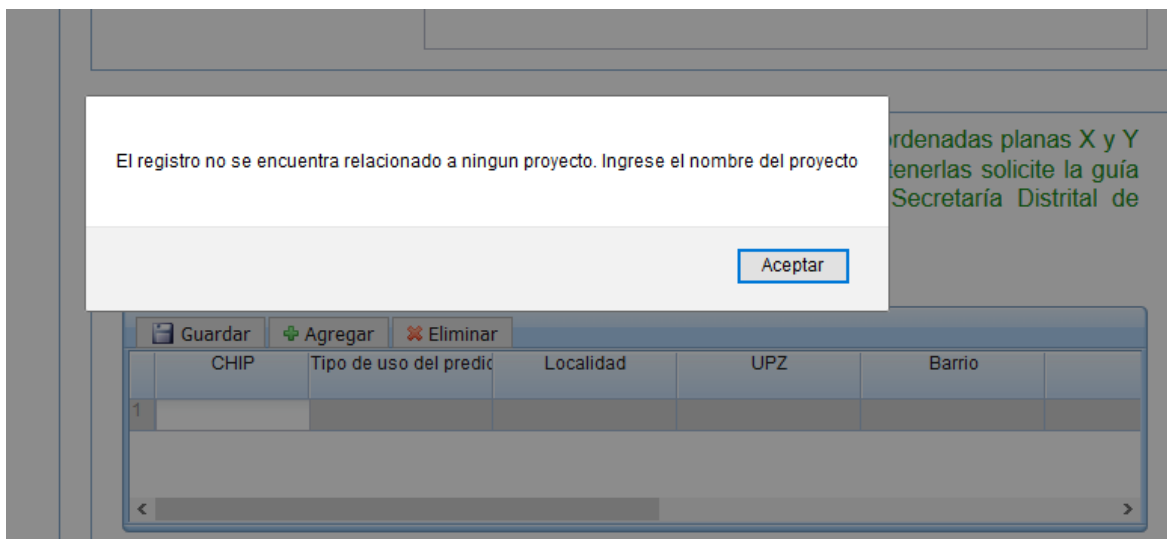 ordenadas planas X y Y
El registro no se encuentra relacionado a ningun proyecto. Ingrese el nombre del proyecto
tenerlas solicite la guía
Secretaría Distrital de
Aceptar
Guardar Agregar Eliminar
CHIP Tipo de uso del predio Localidad UPZ Barrio
1